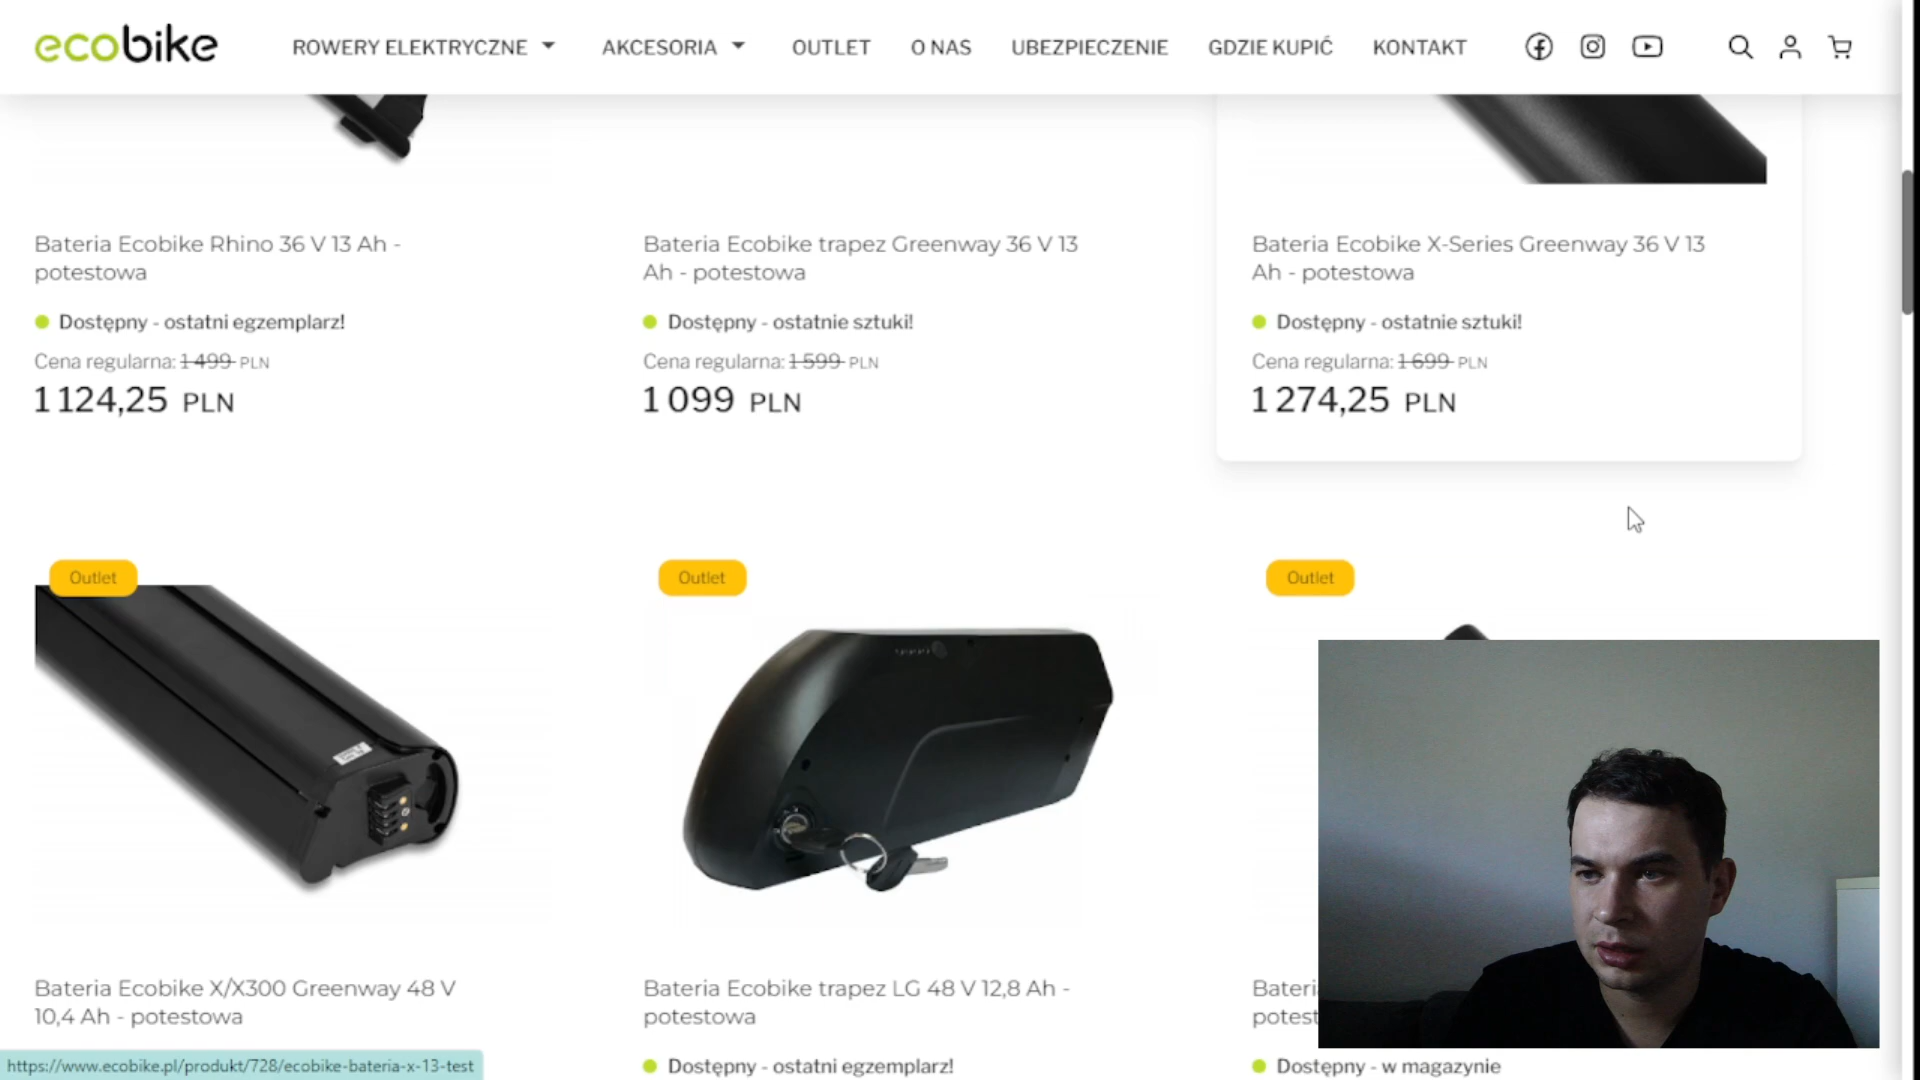 ecobike
ROWERY ELEKTRYCZNE
AKCESORIA
OUTLET
O NAS
UBEZPIECZENIE
GDZIE KUPIĆ
KONTAKT
Bateria Ecobike Rhino 36 V 13 Ah -
potestowa
Dostępny - ostatni egzemplarz!
Cena regularna: 1 499 PLN
1 124,25 PLN
Bateria Ecobike trapez Greenway 36 V 13
Ah - potestowa
Dostępny - ostatnie sztuki!
Cena regularna: 1 599 PLN
1 099 PLN
Bateria Ecobike X-Series Greenway 36 V 13
Ah - potestowa
Dostępny - ostatnie sztuki!
Cena regularna: 1 699 PLN
1 274,25 PLN
Outlet
Outlet
Outlet
Bateria Ecobike X/X300 Greenway 48 V
10,4 Ah - potestowa
Bateria Ecobike trapez LG 48 V 12,8 Ah -
potestowa
Dostępny - ostatni egzemplarz!
Bateri
potest
Dostępny - w magazynie
https://www.ecobike.pl/produkt/728/ecobike-bateria-x-13-test